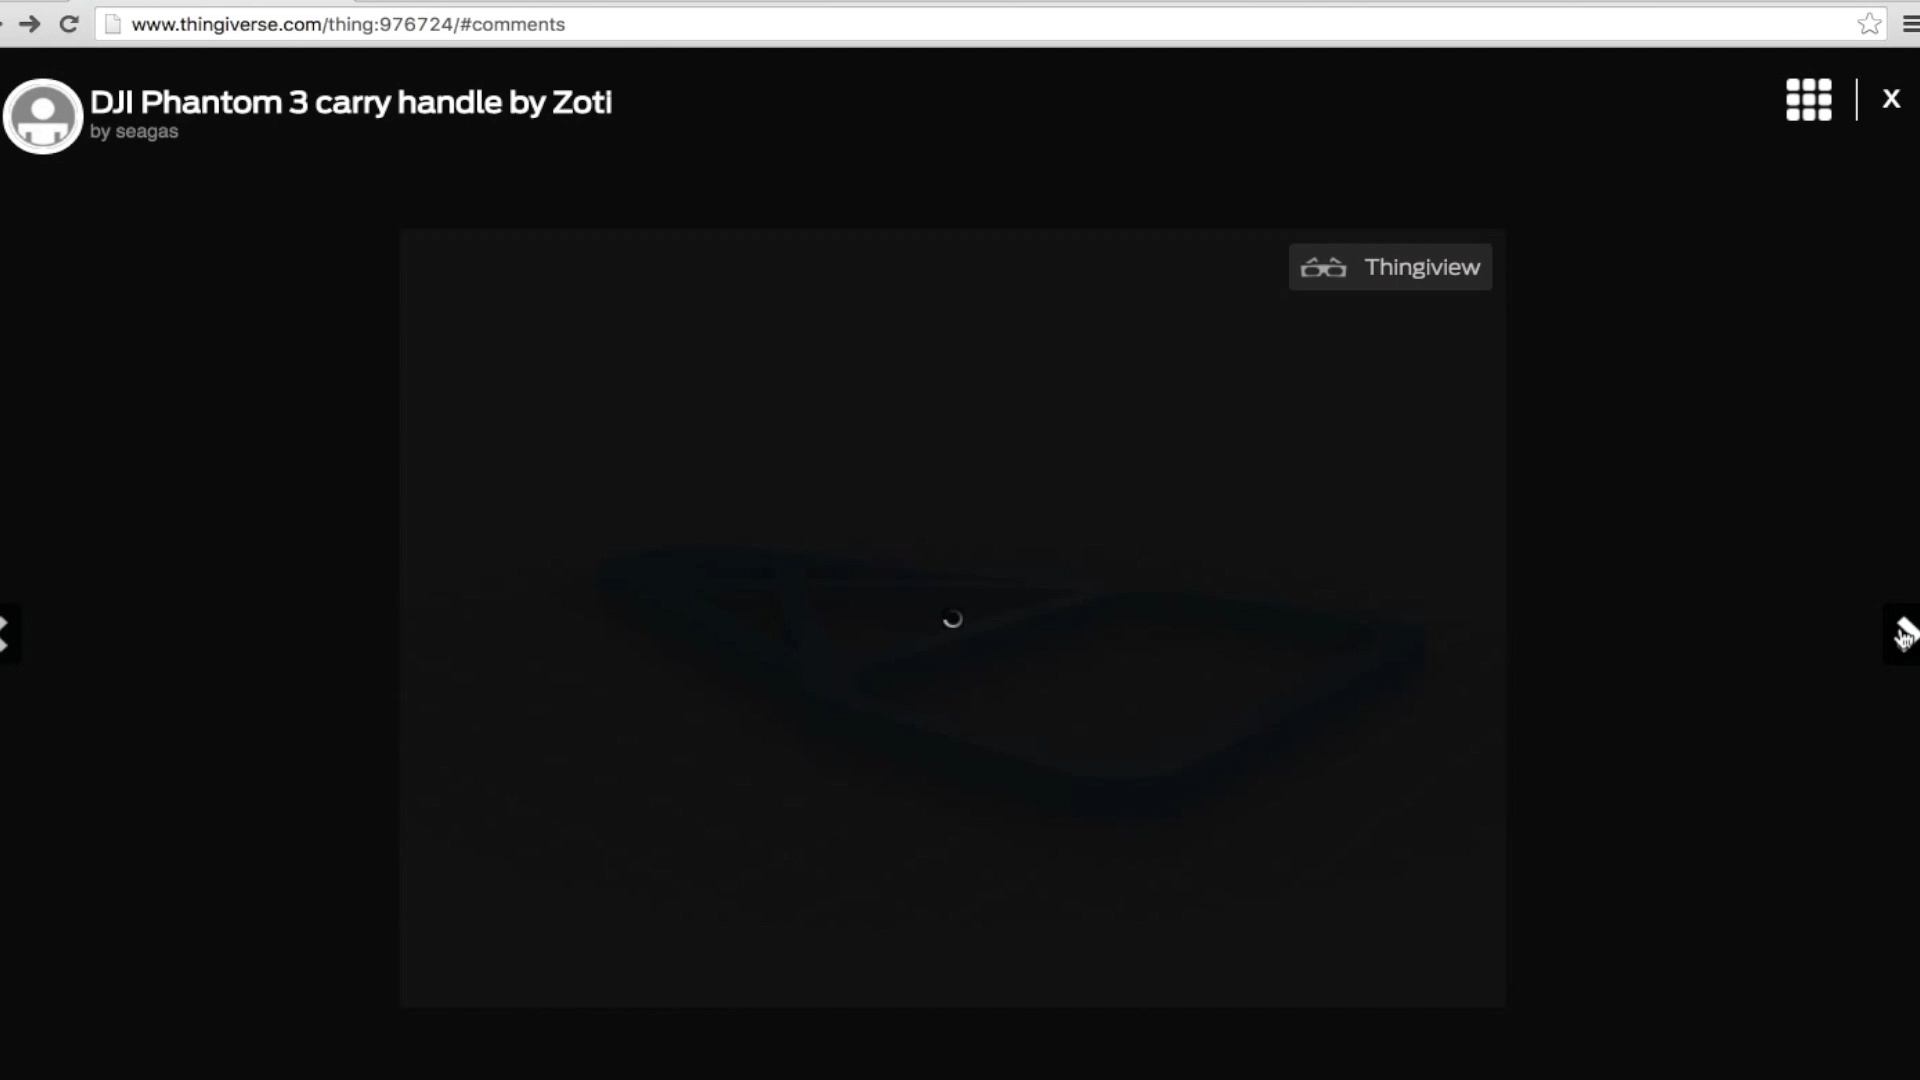 www.thingiverse.com/thing:976724/#comments
DJI Phantom 3 carry handle by Zoti
by seagas
X
Thingiview